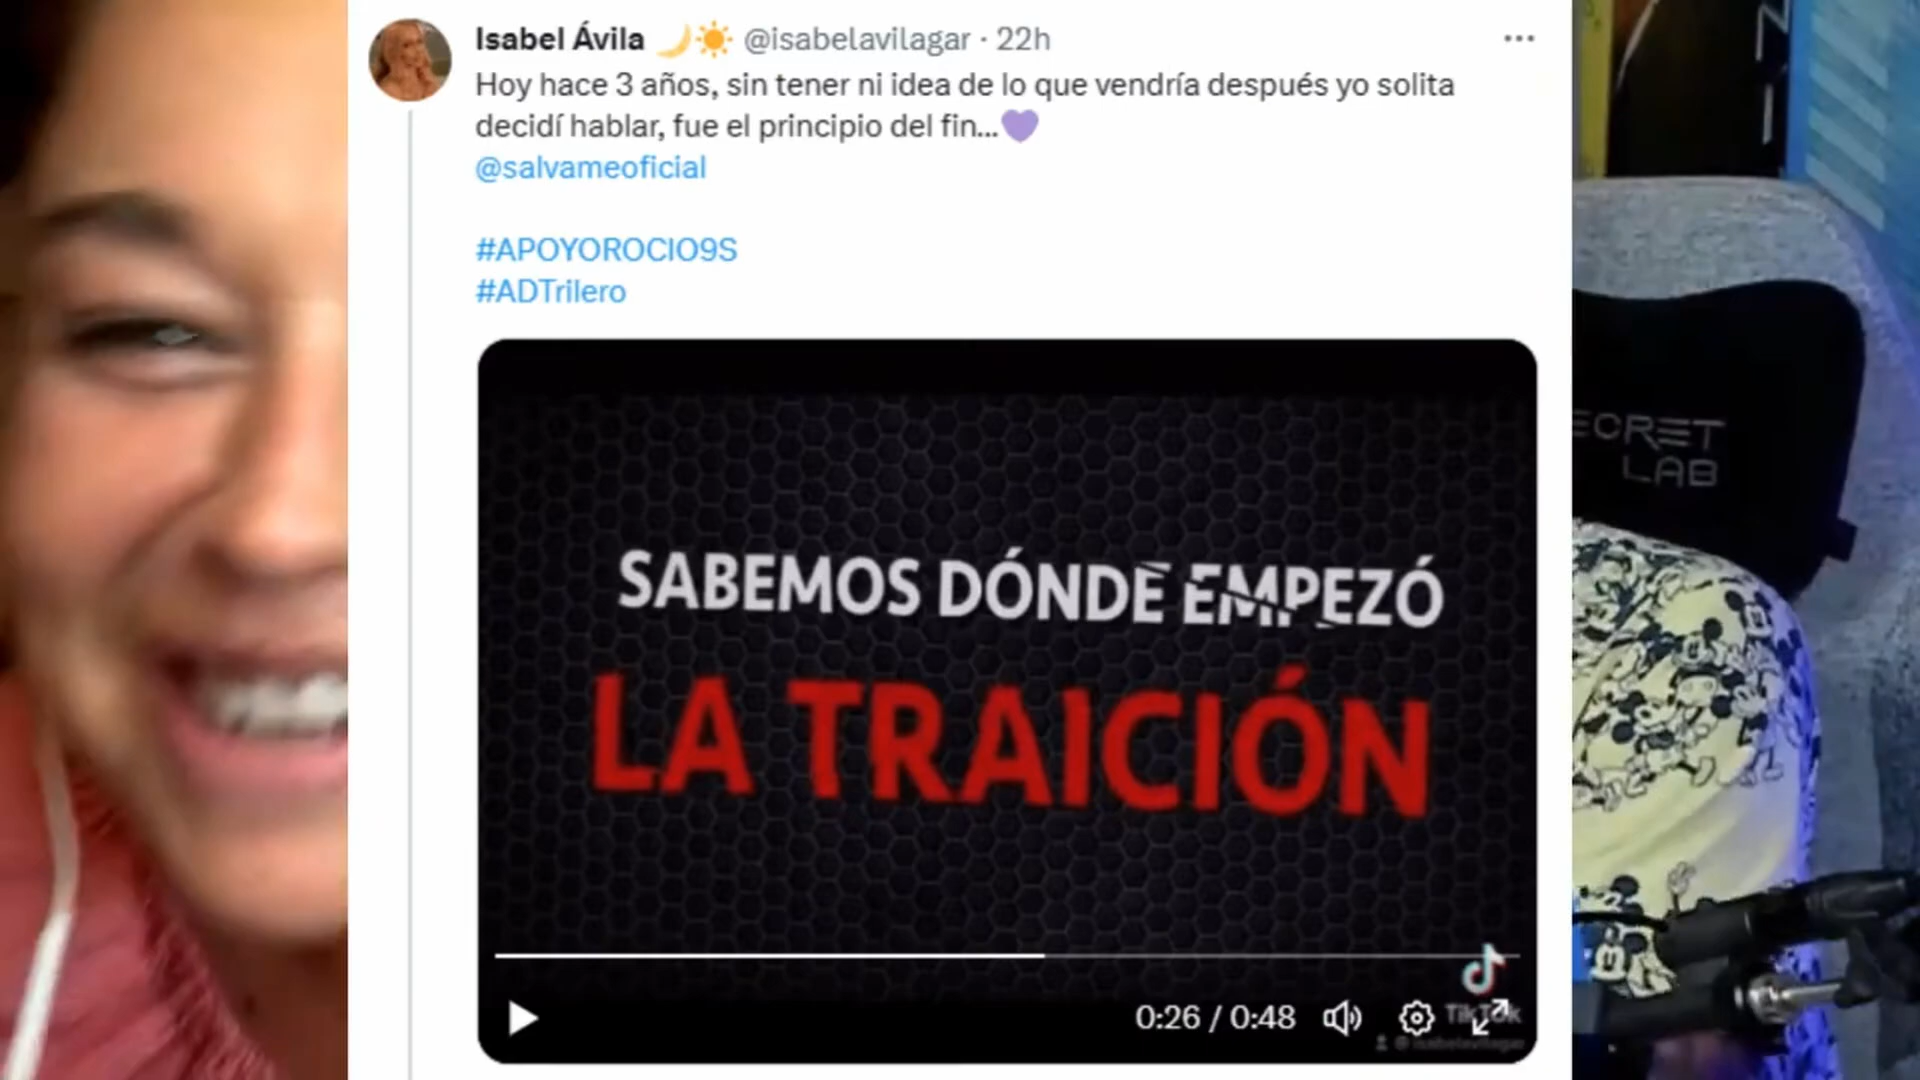 Isabel Ávila 🌙☀️ @isabelavilagar · 22h
Hoy hace 3 años, sin tener ni idea de lo que vendría después yo solita
decidí hablar, fue el principio del fin...💜
@salvameoficial
#APOYOROCIO9S
#ADTrilero
SABEMOS DÓNDE EMPEZÓ
LA TRAICIÓN
0:26 / 0:48
TikTok
@isabelavilagar
ECRET
LAB